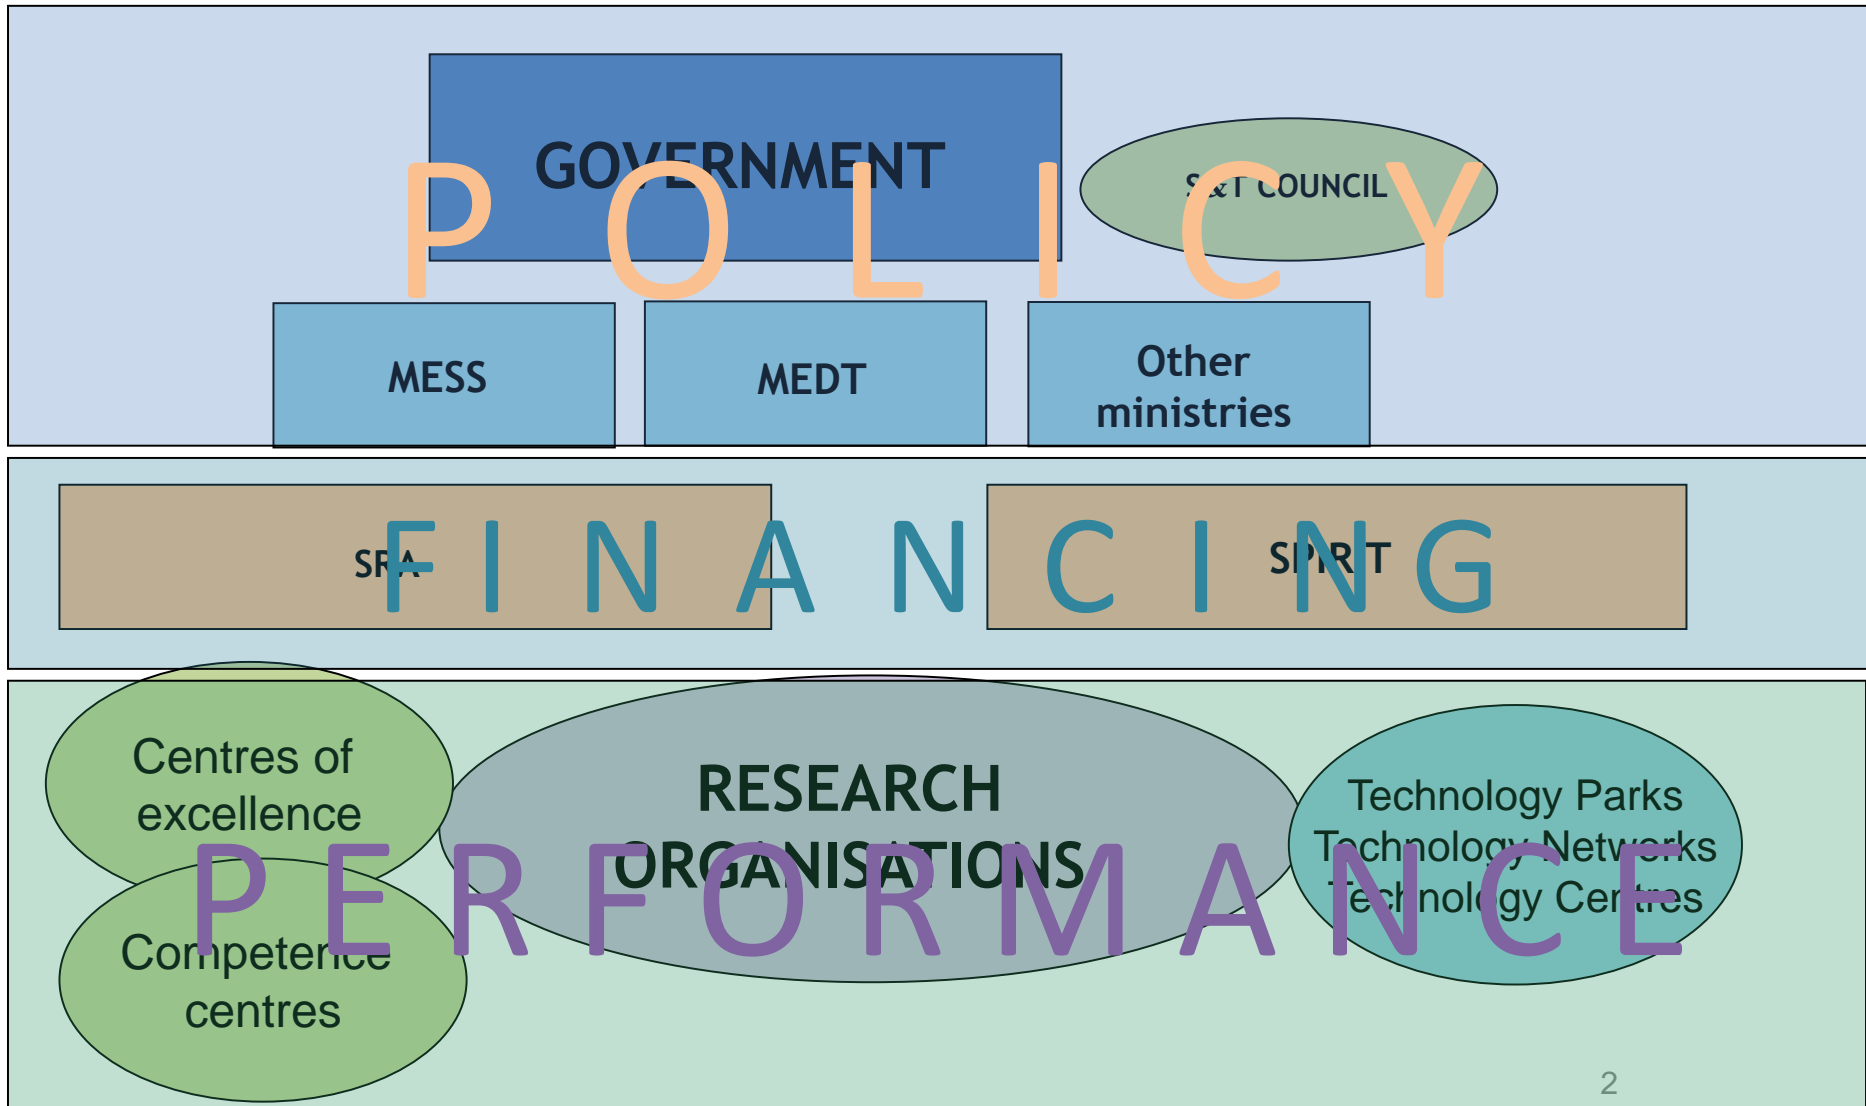 GOVERNMENT
S&T COUNCIL
P O L I C Y
MESS
MEDT
Other
ministries
SRA
SPIRIT
F I N A N C I N G
Centres of
excellence
RESEARCH
ORGANISATIONS
Technology Parks
Technology Networks
Technology Centres
P E R F O R M A N C E
Competence
centres
2